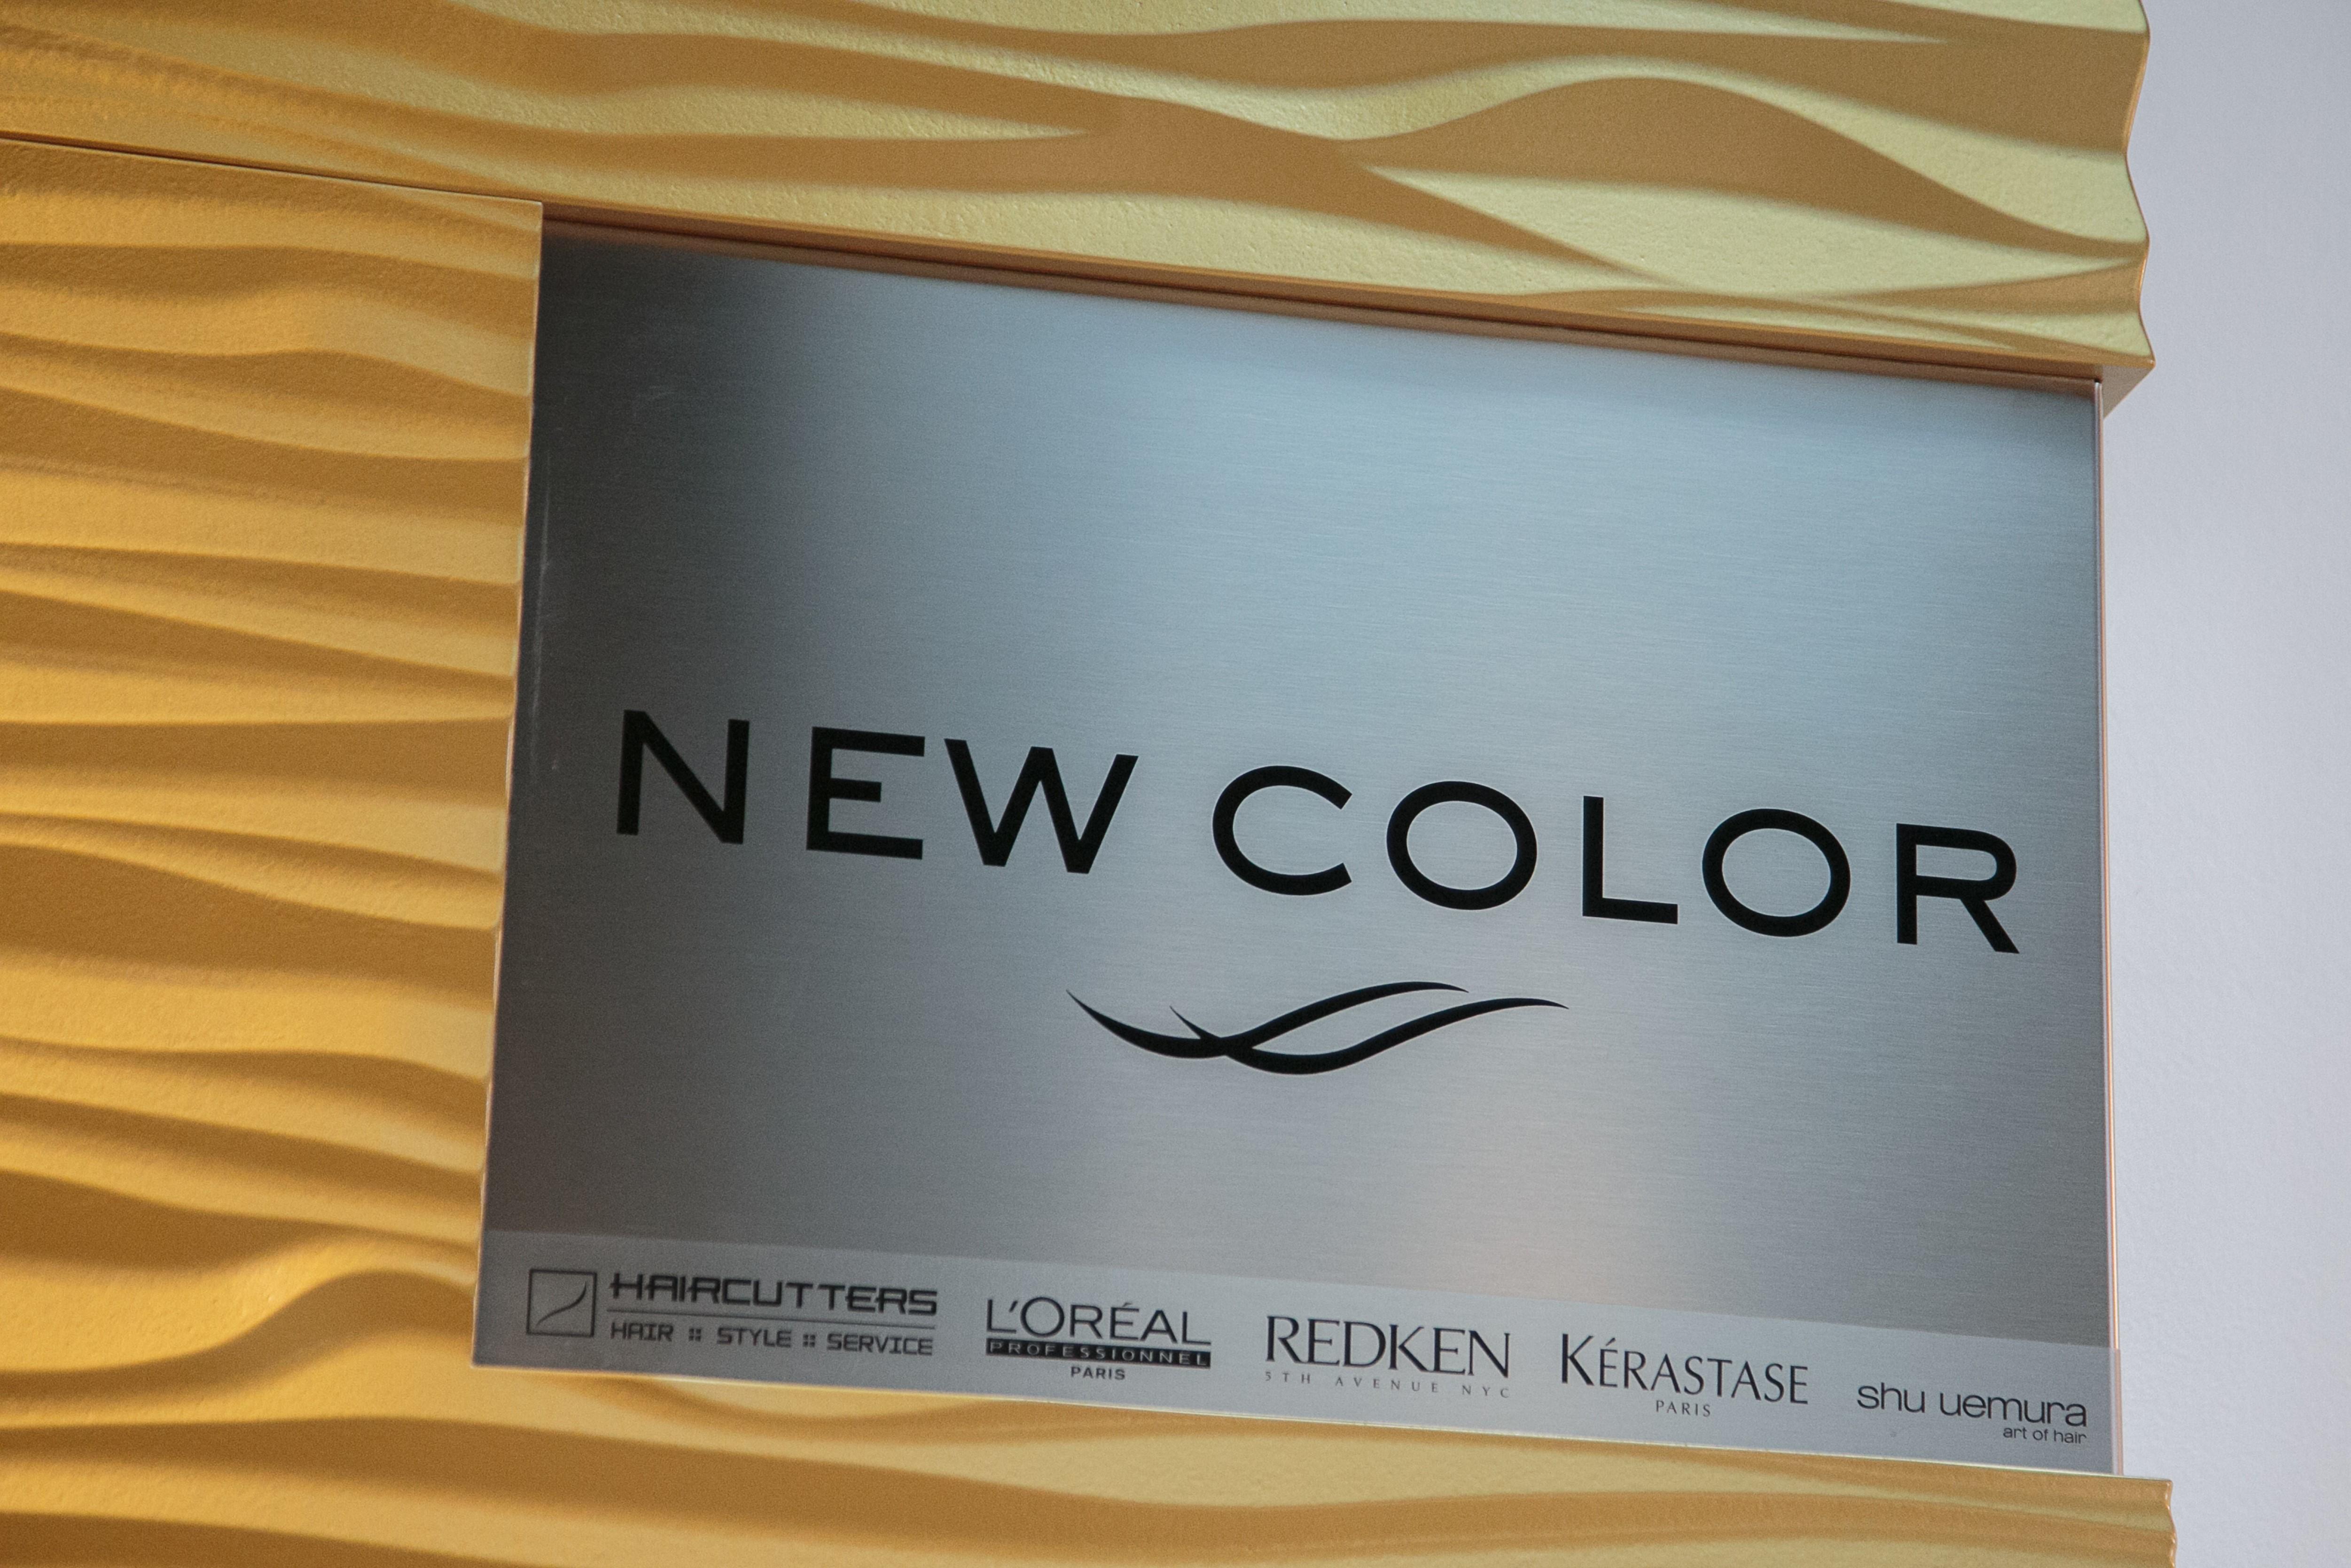 NEW COLOR
HAIRCUTTERS
HAIR :: STYLE :: SERVICE
L'ORÉAL
PROFESSIONNEL
PARIS
REDKEN
5TH AVENUE NYC
KÉRASTASE
PARIS
shu uemura
art of hair